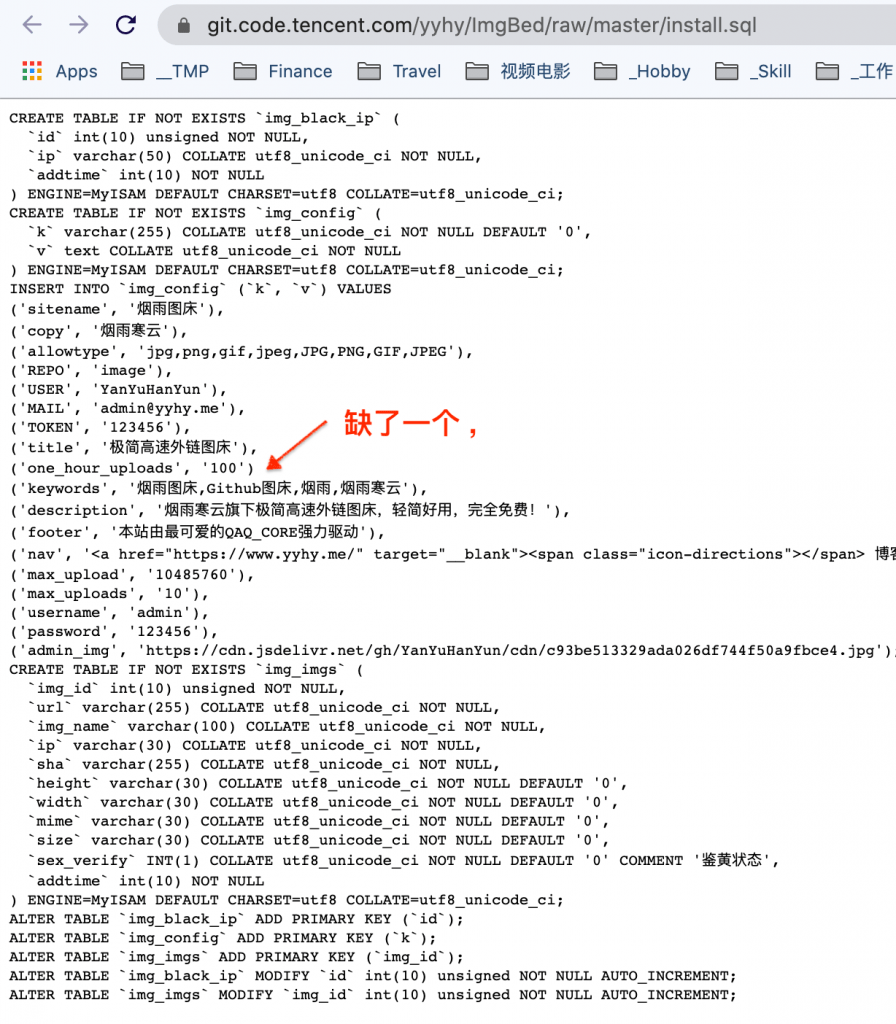 git.code.tencent.com/yyhy/ImgBed/raw/master/install.sql
Apps __TMP Finance Travel 视频电影 _Hobby _Skill _工作
CREATE TABLE IF NOT EXISTS `img_black_ip` (
  `id` int(10) unsigned NOT NULL,
  `ip` varchar(50) COLLATE utf8_unicode_ci NOT NULL,
  `addtime` int(10) NOT NULL
) ENGINE=MyISAM DEFAULT CHARSET=utf8 COLLATE=utf8_unicode_ci;
CREATE TABLE IF NOT EXISTS `img_config` (
  `k` varchar(255) COLLATE utf8_unicode_ci NOT NULL DEFAULT '0',
  `v` text COLLATE utf8_unicode_ci NOT NULL
) ENGINE=MyISAM DEFAULT CHARSET=utf8 COLLATE=utf8_unicode_ci;
INSERT INTO `img_config` (`k`, `v`) VALUES
('sitename', '烟雨图床'),
('copy', '烟雨寒云'),
('allowtype', 'jpg,png,gif,jpeg,JPG,PNG,GIF,JPEG'),
('REPO', 'image'),
('USER', 'YanYuHanYun'),
('MAIL', 'admin@yyhy.me'),
('TOKEN', '123456'),
缺了一个，
('title', '极简高速外链图床'),
('one_hour_uploads', '100')
('keywords', '烟雨图床,Github图床,烟雨,烟雨寒云'),
('description', '烟雨寒云旗下极简高速外链图床，轻简好用，完全免费！'),
('footer', '本站由最可爱的QAQ_CORE强力驱动'),
('nav', '<a href="https://www.yyhy.me/" target="__blank"><span class="icon-directions"></span> 博客
('max_upload', '10485760'),
('max_uploads', '10'),
('username', 'admin'),
('password', '123456'),
('admin_img', 'https://cdn.jsdelivr.net/gh/YanYuHanYun/cdn/c93be513329ada026df744f50a9fbce4.jpg');
CREATE TABLE IF NOT EXISTS `img_imgs` (
  `img_id` int(10) unsigned NOT NULL,
  `url` varchar(255) COLLATE utf8_unicode_ci NOT NULL,
  `img_name` varchar(100) COLLATE utf8_unicode_ci NOT NULL,
  `ip` varchar(30) COLLATE utf8_unicode_ci NOT NULL,
  `sha` varchar(255) COLLATE utf8_unicode_ci NOT NULL,
  `height` varchar(30) COLLATE utf8_unicode_ci NOT NULL DEFAULT '0',
  `width` varchar(30) COLLATE utf8_unicode_ci NOT NULL DEFAULT '0',
  `mime` varchar(30) COLLATE utf8_unicode_ci NOT NULL DEFAULT '0',
  `size` varchar(30) COLLATE utf8_unicode_ci NOT NULL DEFAULT '0',
  `sex_verify` INT(1) COLLATE utf8_unicode_ci NOT NULL DEFAULT '0' COMMENT '鉴黄状态',
  `addtime` int(10) NOT NULL
) ENGINE=MyISAM DEFAULT CHARSET=utf8 COLLATE=utf8_unicode_ci;
ALTER TABLE `img_black_ip` ADD PRIMARY KEY (`id`);
ALTER TABLE `img_config` ADD PRIMARY KEY (`k`);
ALTER TABLE `img_imgs` ADD PRIMARY KEY (`img_id`);
ALTER TABLE `img_black_ip` MODIFY `id` int(10) unsigned NOT NULL AUTO_INCREMENT;
ALTER TABLE `img_imgs` MODIFY `img_id` int(10) unsigned NOT NULL AUTO_INCREMENT;